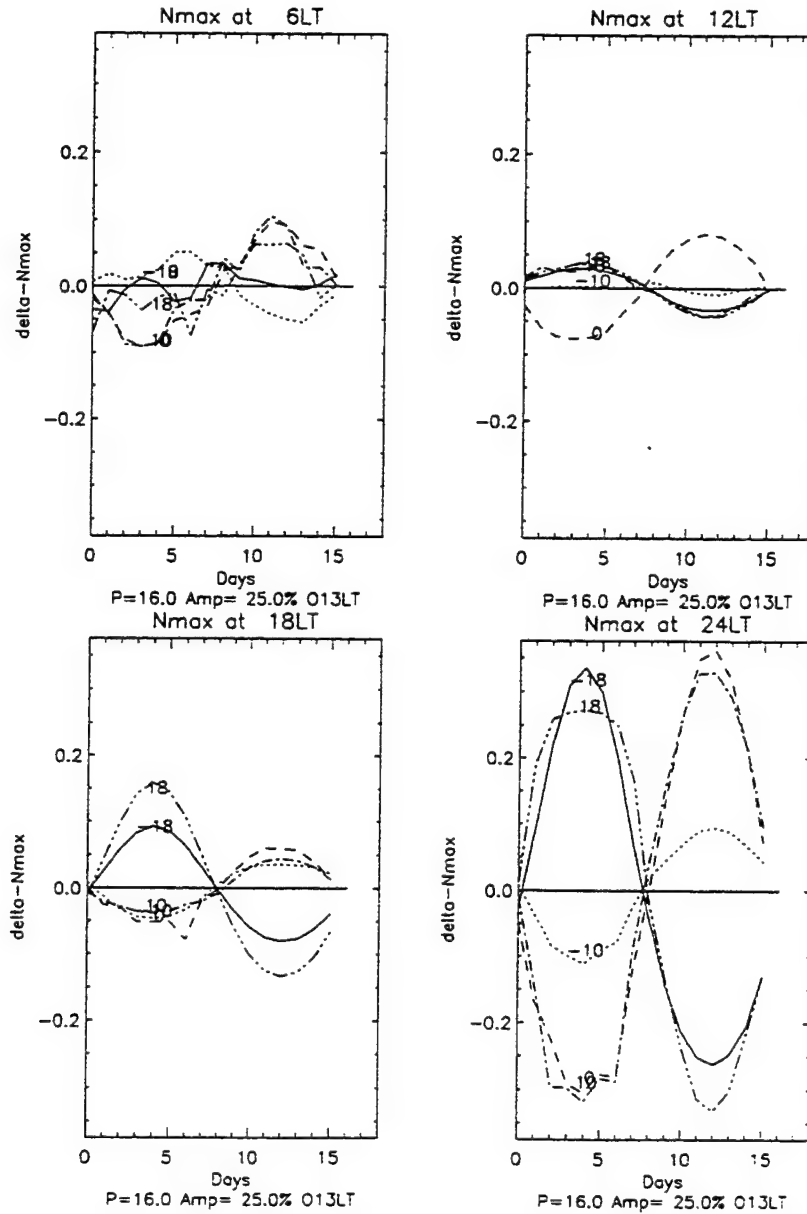 Nmax at 6LT
0.2
0.0
−0.2
delta−Nmax
−18
10
0 5 10 15
Days
P=16.0 Amp= 25.0% O13LT
Nmax at 12LT
0.2
0.0
−0.2
delta−Nmax
−10
0
0 5 10 15
Days
P=16.0 Amp= 25.0% O13LT
Nmax at 18LT
0.2
0.0
−0.2
delta−Nmax
18
−18
10
0 5 10 15
Days
P=16.0 Amp= 25.0% O13LT
Nmax at 24LT
0.2
0.0
−0.2
delta−Nmax
−18
18
−10
0 5 10 15
Days
P=16.0 Amp= 25.0% O13LT